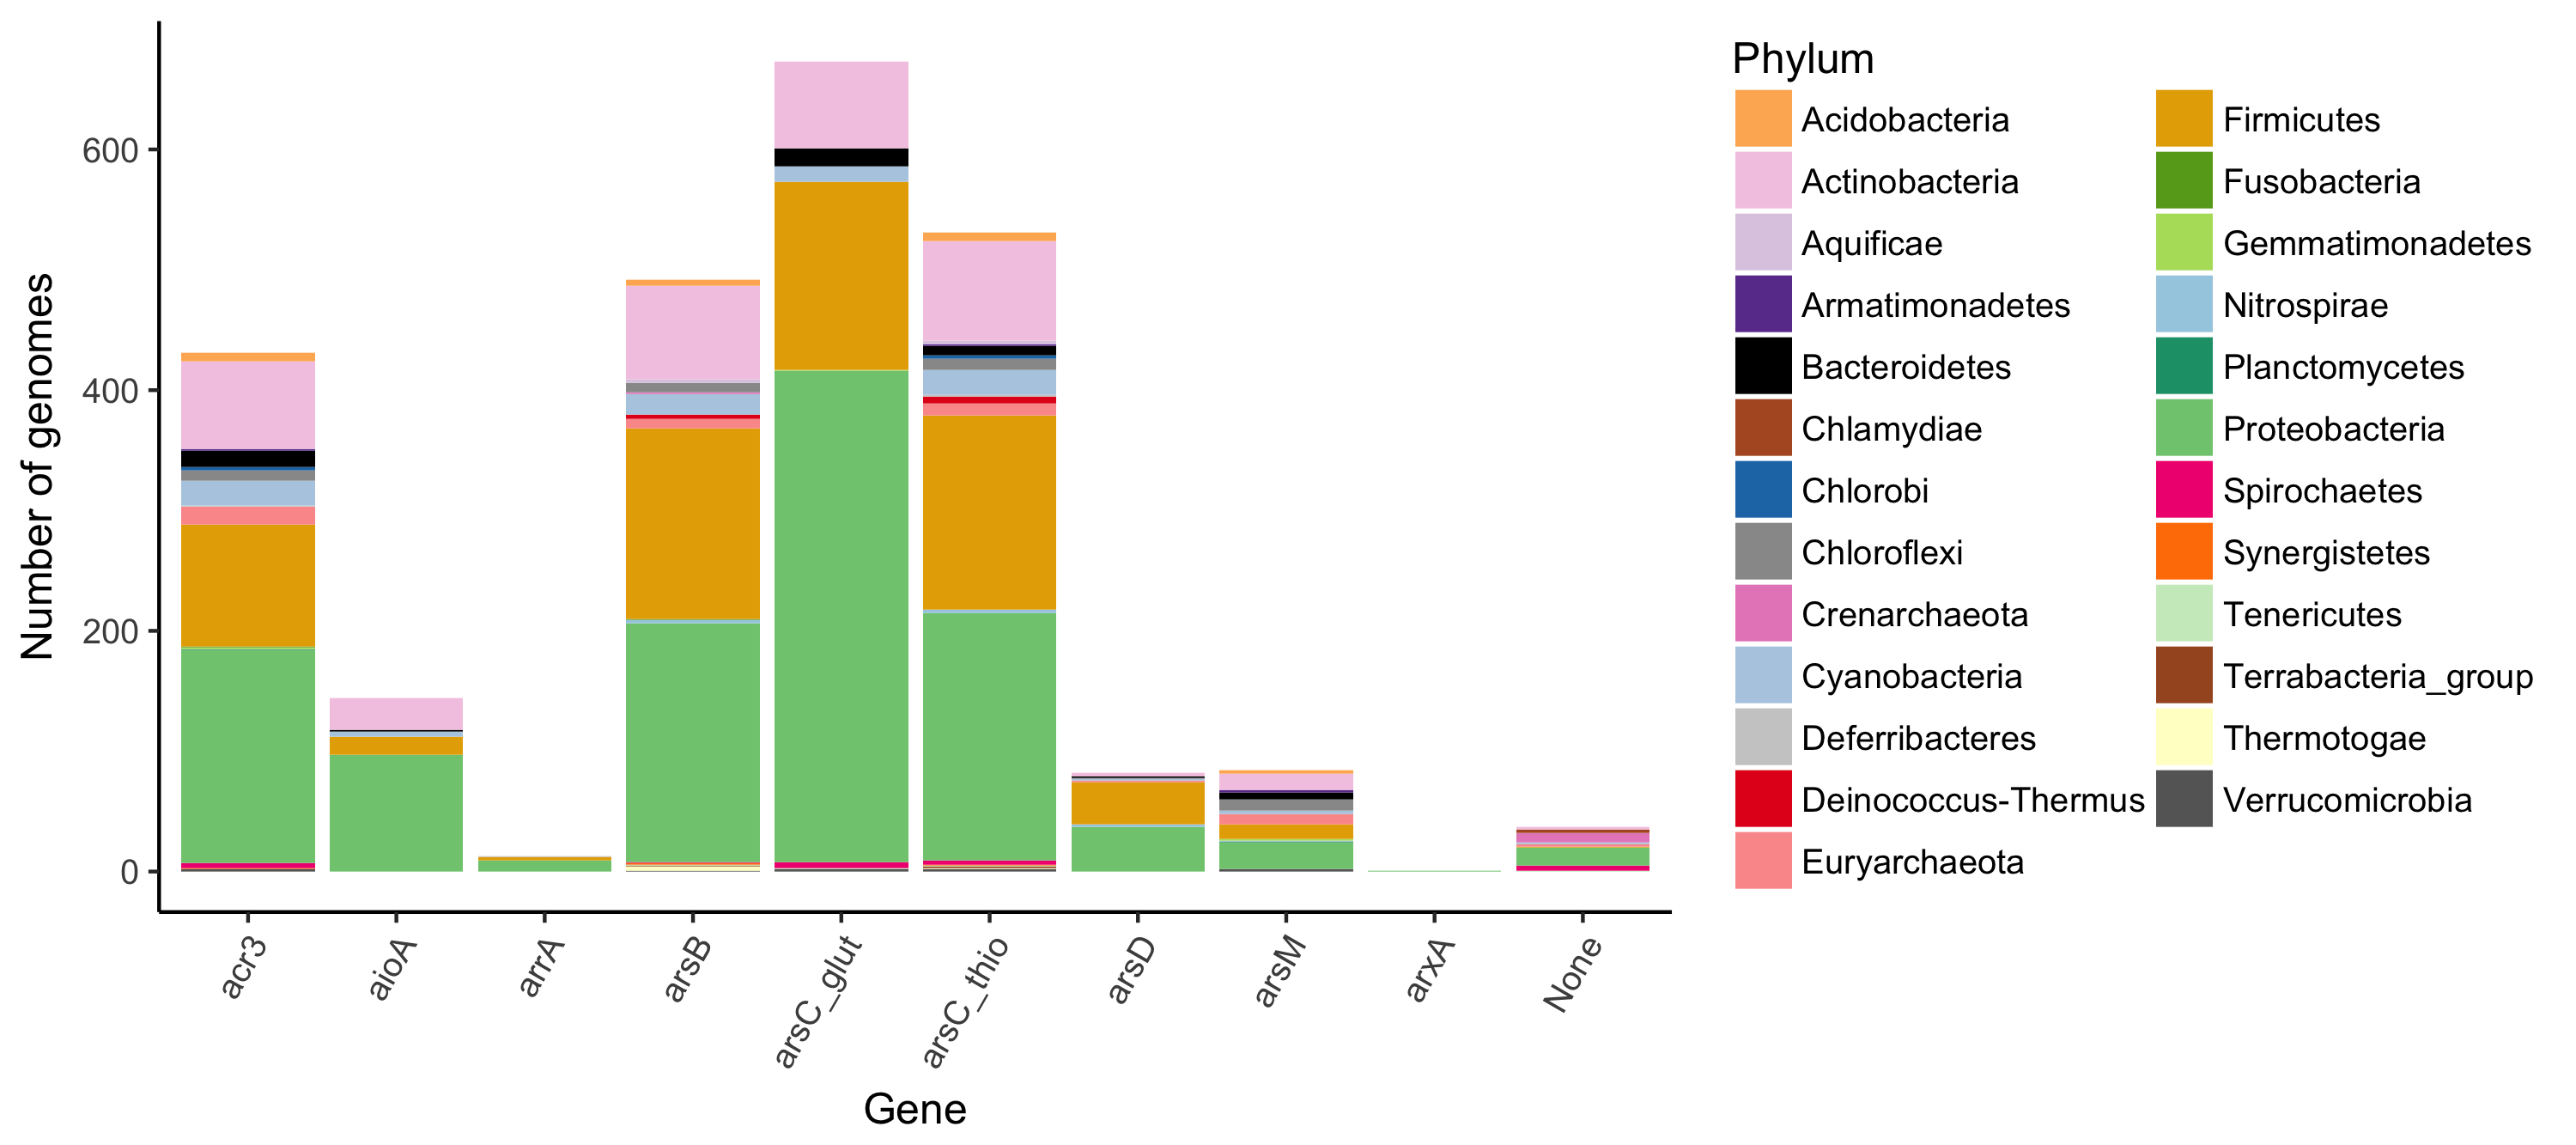 Number of genomes
600
400
200
0
acr3
aioA
arrA
arsB
arsC_glut
arsC_thio
arsD
arsM
arxA
None
Gene
Phylum
Acidobacteria
Actinobacteria
Aquificae
Armatimonadetes
Bacteroidetes
Chlamydiae
Chlorobi
Chloroflexi
Crenarchaeota
Cyanobacteria
Deferribacteres
Deinococcus-Thermus
Euryarchaeota
Firmicutes
Fusobacteria
Gemmatimonadetes
Nitrospirae
Planctomycetes
Proteobacteria
Spirochaetes
Synergistetes
Tenericutes
Terrabacteria_group
Thermotogae
Verrucomicrobia